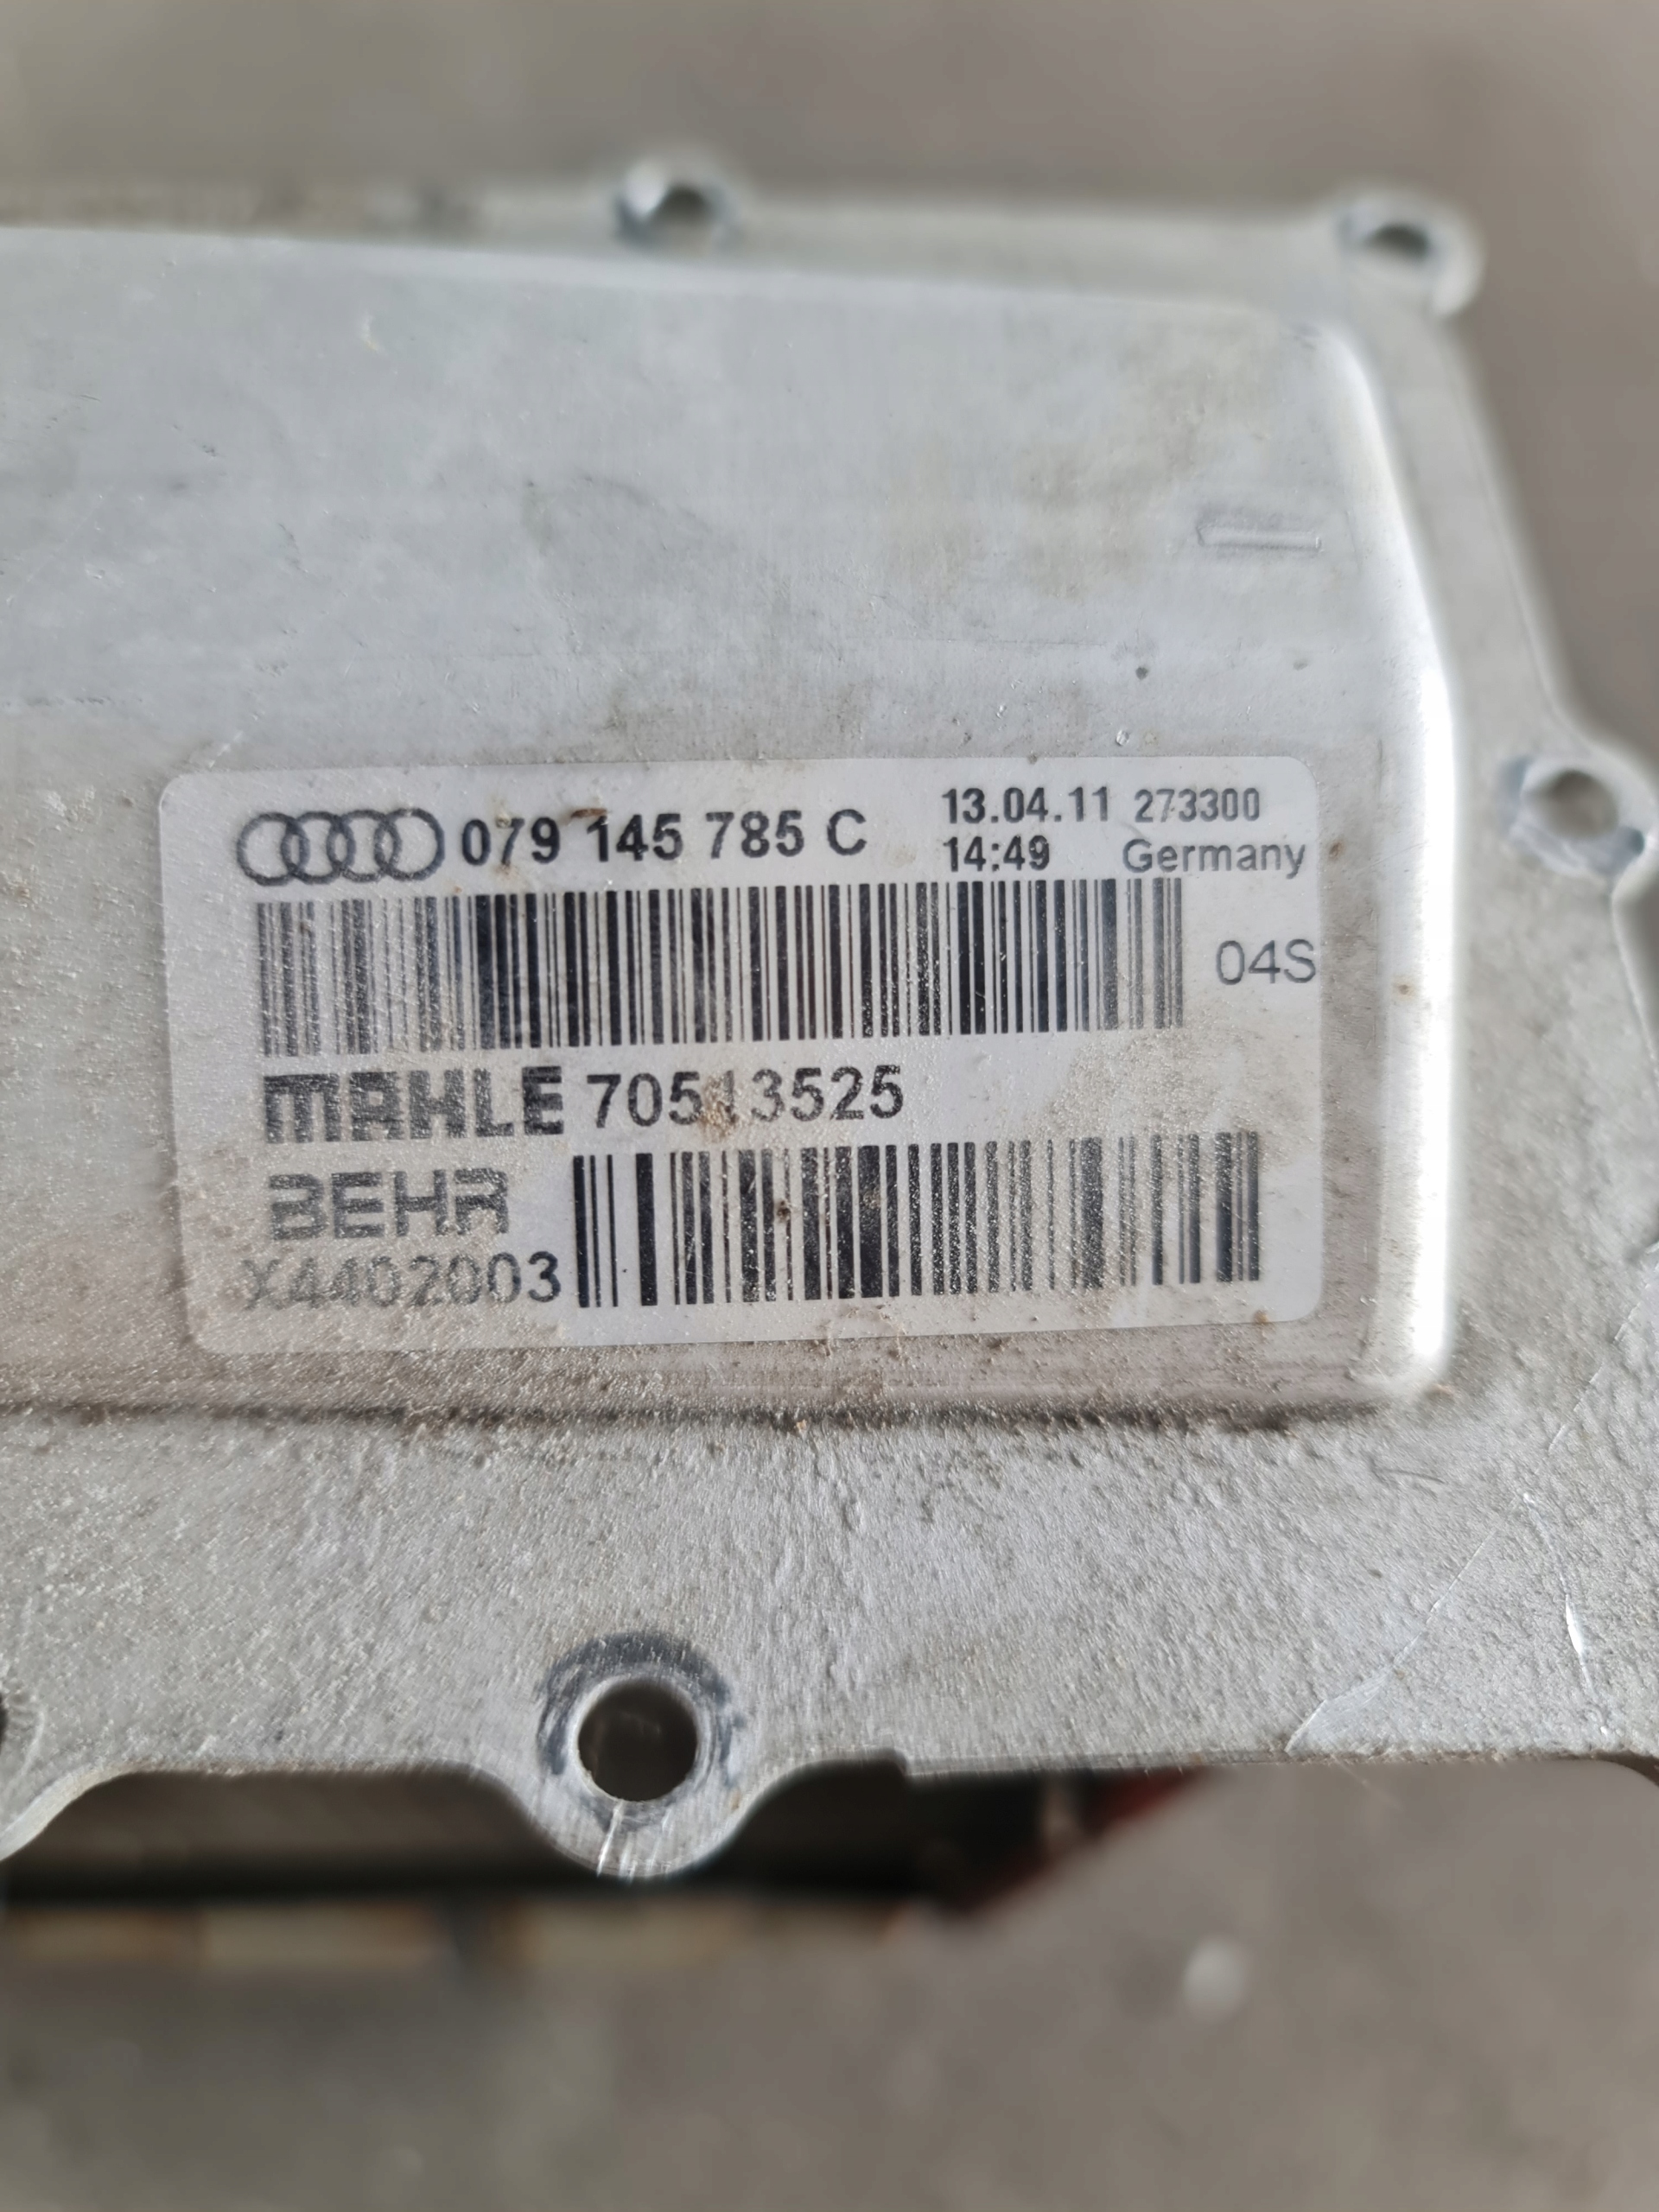 079 145 785 C 13.04.11 273300
14:49 Germany
04S
MAHLE 70513525
BEHR
X4402003